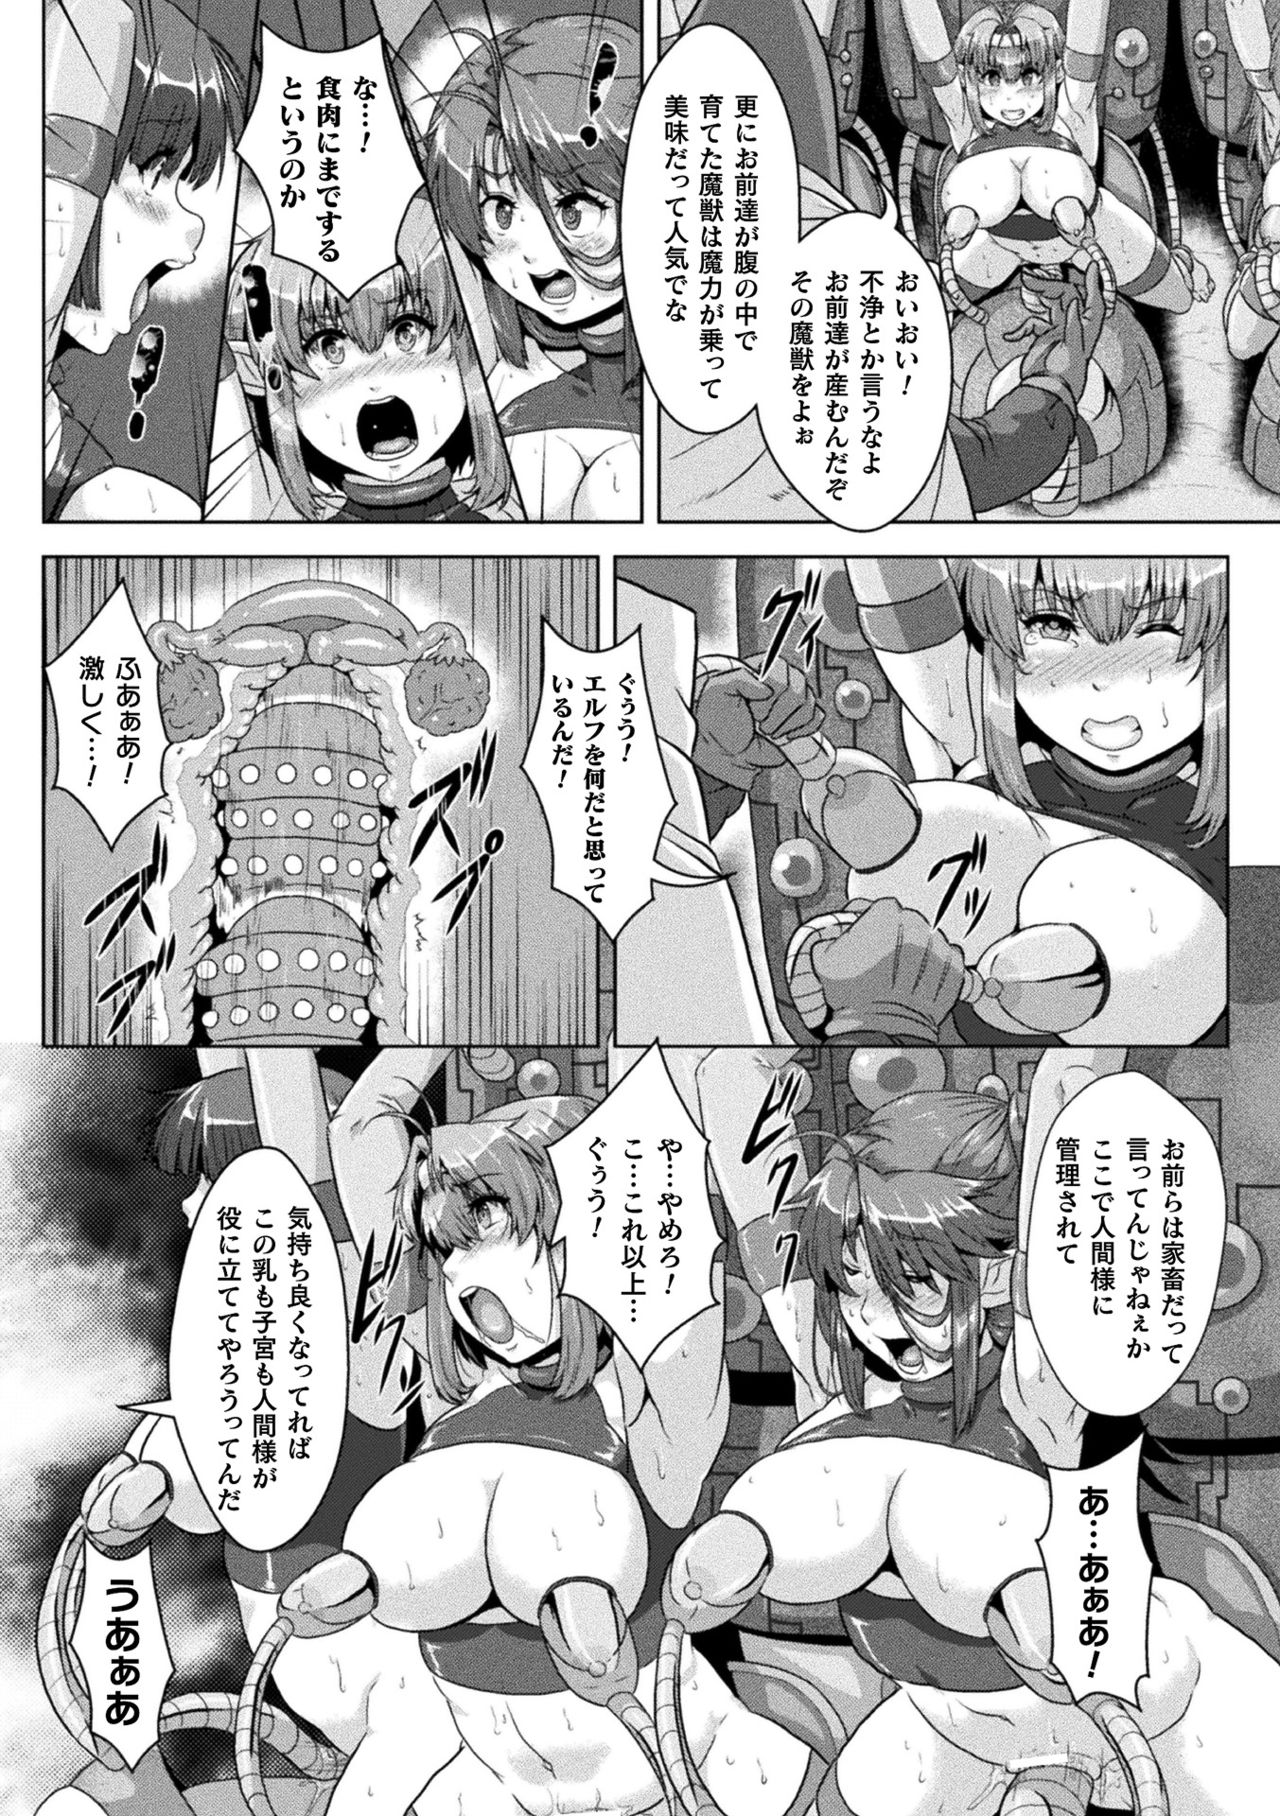 おいおい！
不浄とか言うなよ
お前達が産むんだぞ
その魔獣をよぉ
更にお前達が腹の中で
育てた魔獣は魔力が乗って
美味だって人気でな
な…！
食肉にまでする
というのか
グッ
グッ
ぐぅう！
エルフを何だと思って
いるんだ！
ズプ
ズブ
ズズ
ふあぁあ！
激しく…！
お前らは家畜だって
言ってんじゃねぇか
ここで人間様に
管理されて
ビグ
あ…あぁあ！
や…やめろ！
こ…これ以上…
ぐぅう！
ビグ
気持ち良くなってれば
この乳も子宮も人間様が
役に立ててやろうってんだ
うあぁあ